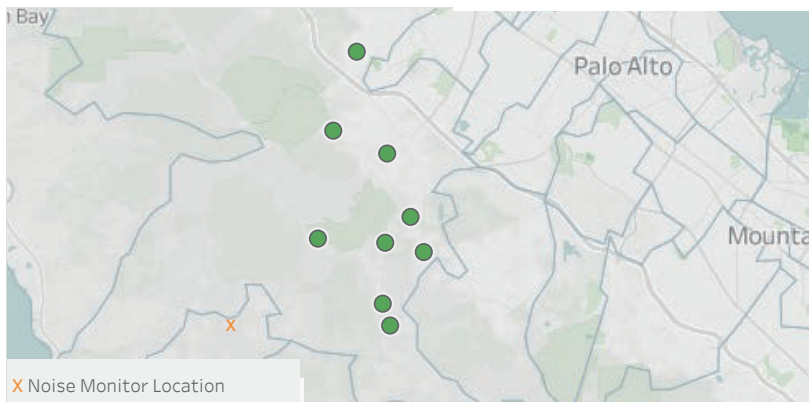 n Bay
Palo Alto
Mounta
X
X Noise Monitor Location